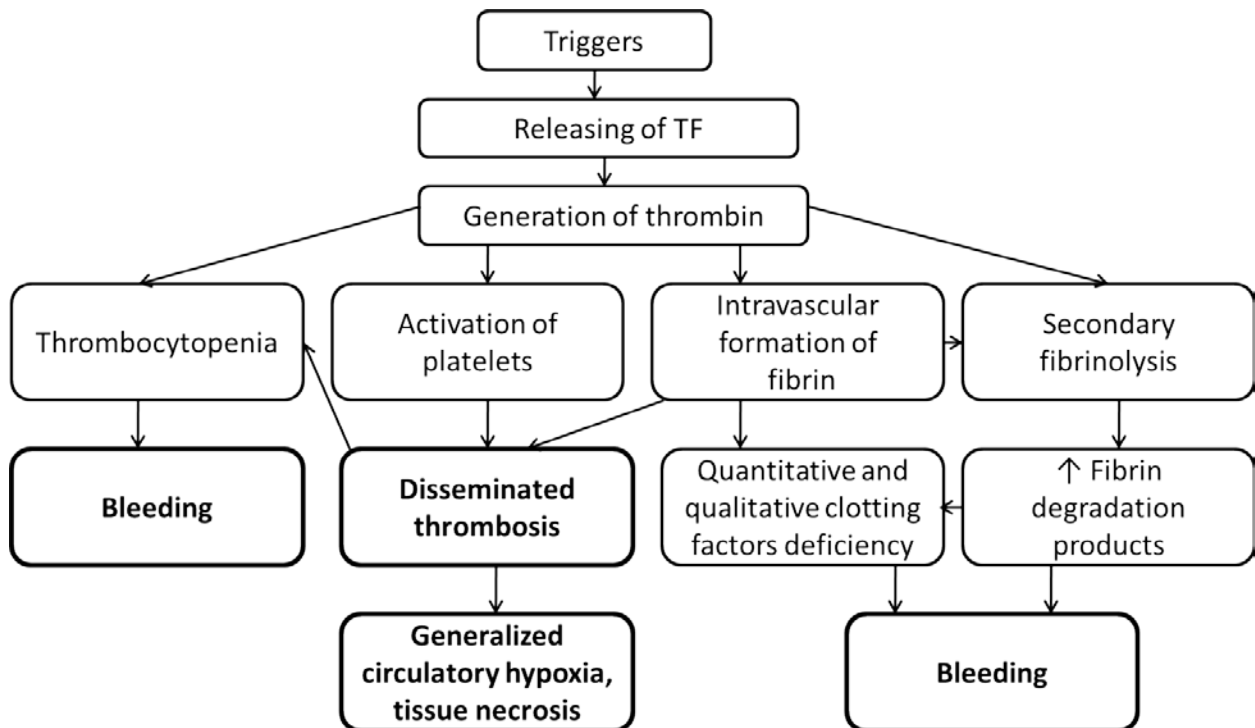 Triggers
Releasing of TF
Generation of thrombin
Thrombocytopenia
Activation of
platelets
Intravascular
formation of
fibrin
Secondary
fibrinolysis
Bleeding
Disseminated
thrombosis
Quantitative and
qualitative clotting
factors deficiency
↑ Fibrin
degradation
products
Generalized
circulatory hypoxia,
tissue necrosis
Bleeding